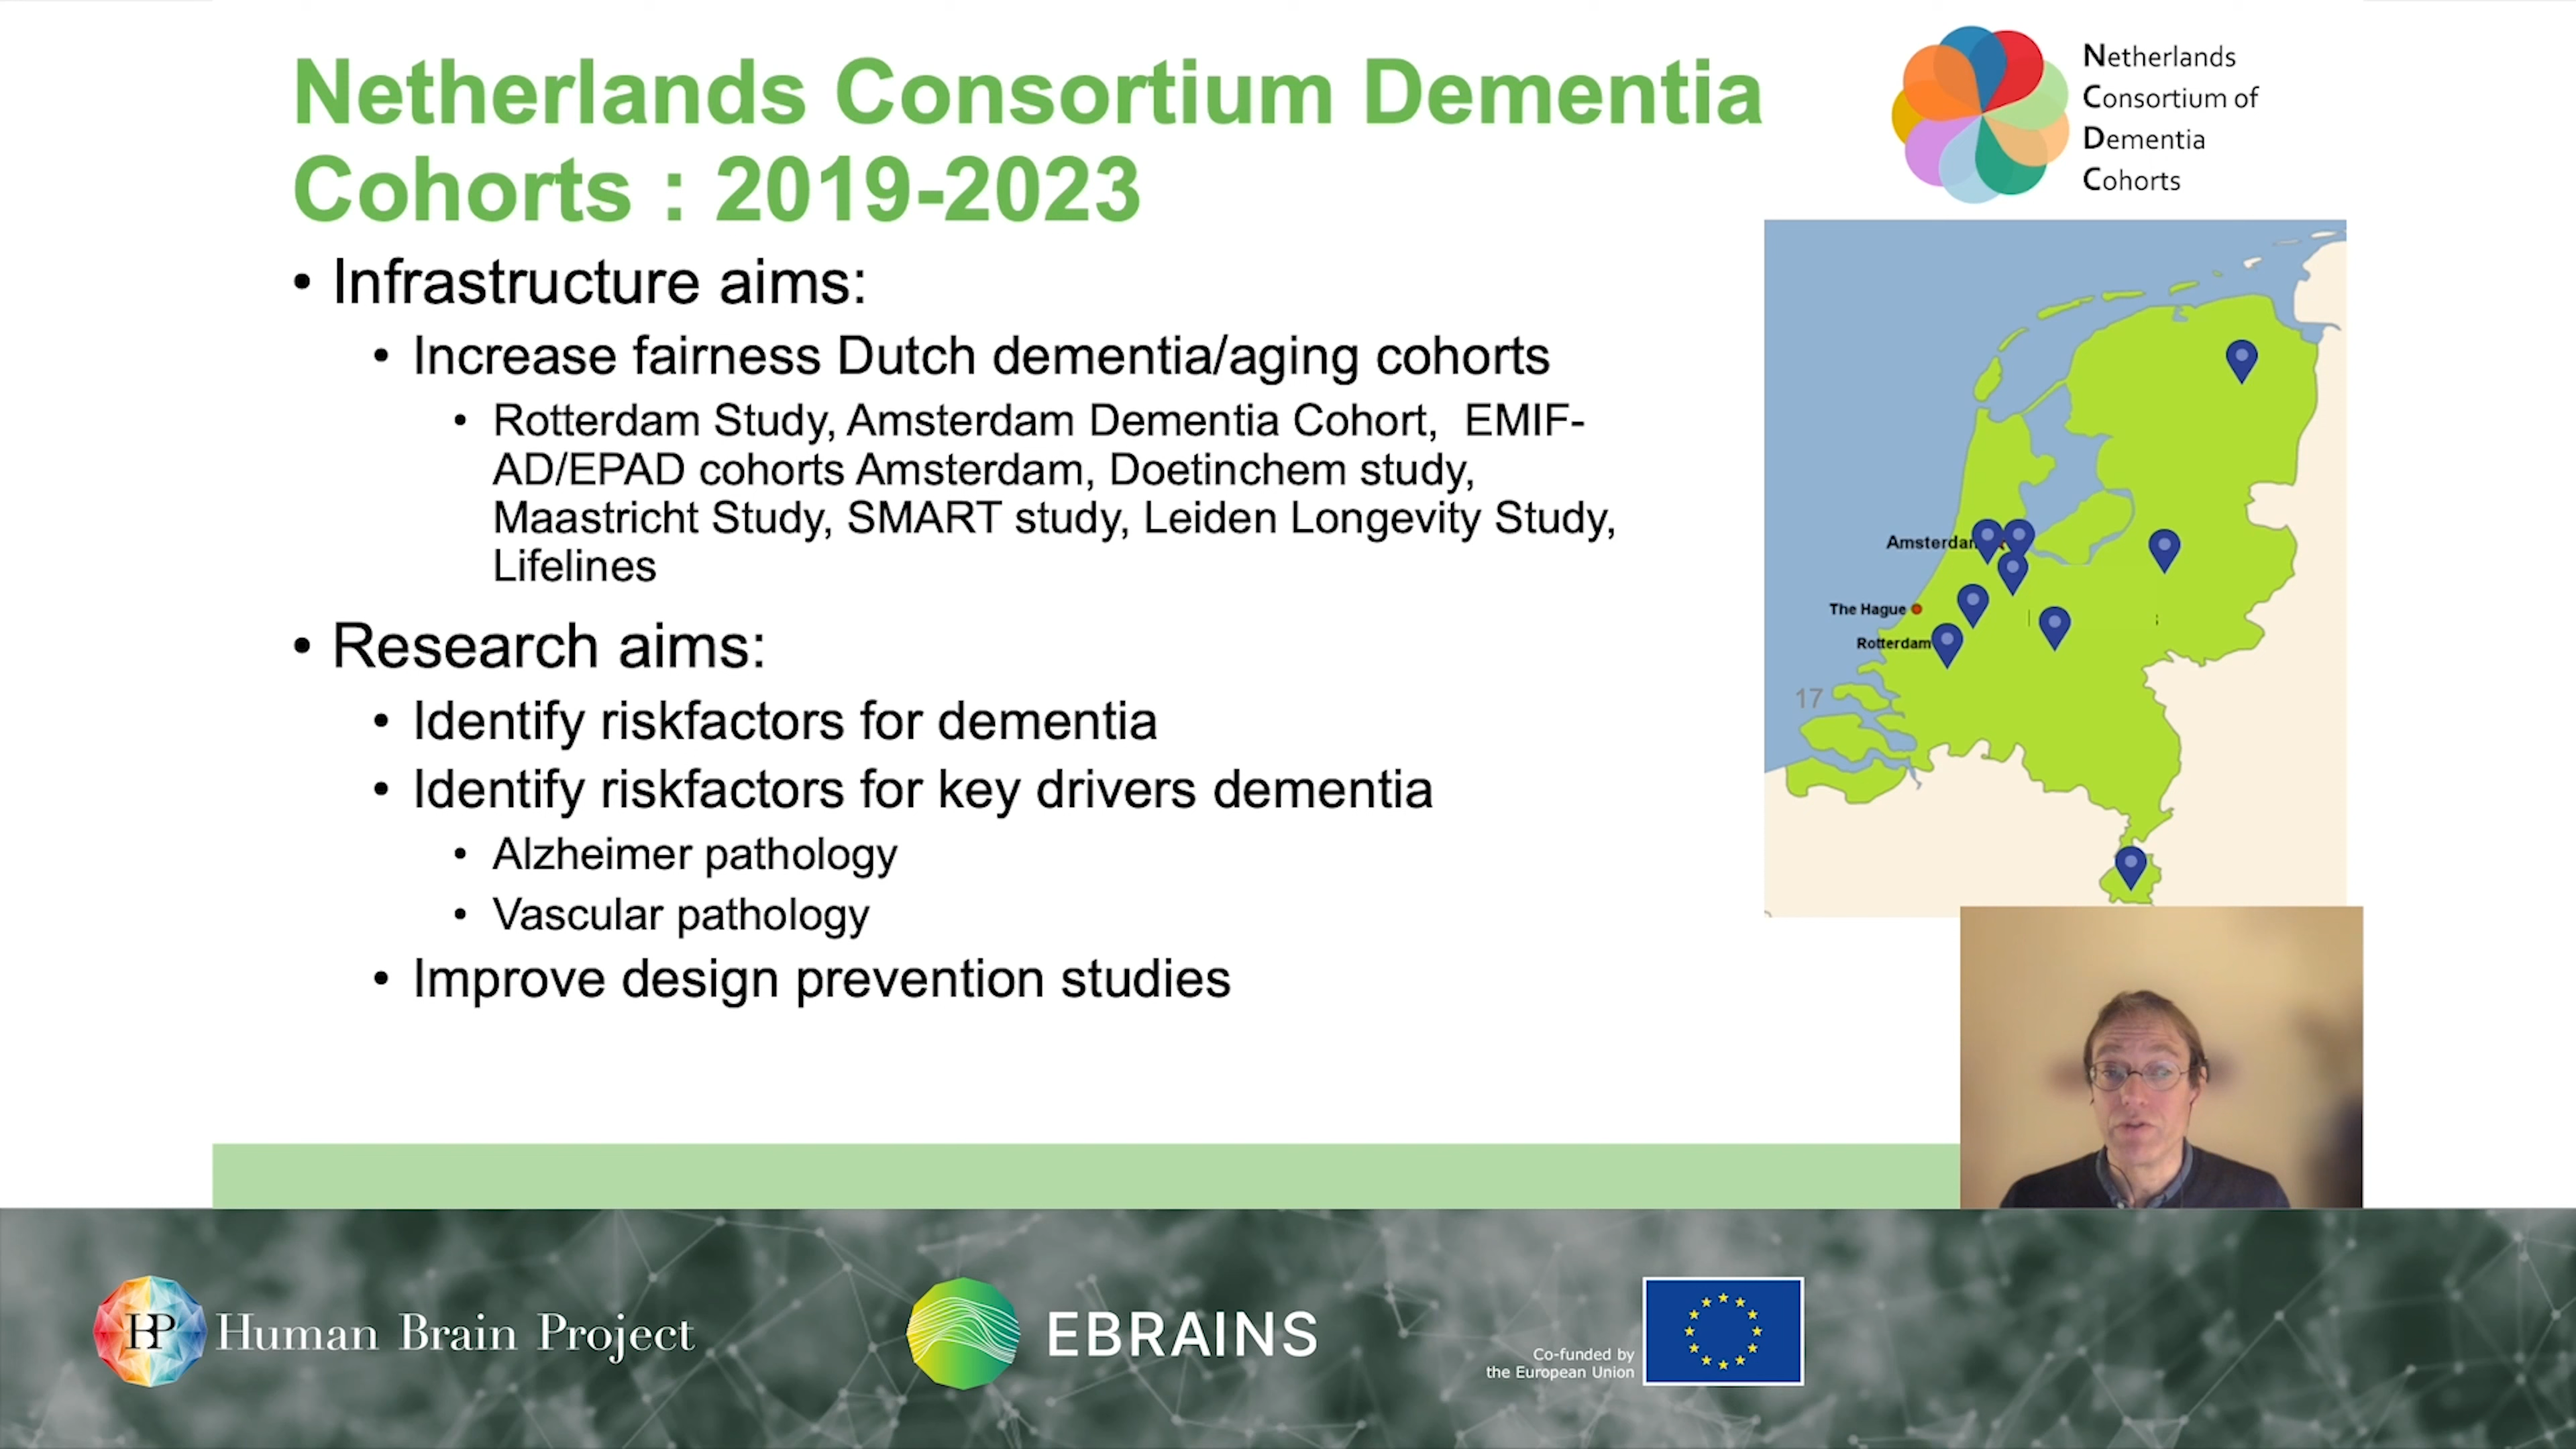 Netherlands Consortium Dementia
Cohorts : 2019-2023
Netherlands
Consortium of
Dementia
Cohorts
• Infrastructure aims:
• Increase fairness Dutch dementia/aging cohorts
• Rotterdam Study, Amsterdam Dementia Cohort, EMIF-
AD/EPAD cohorts Amsterdam, Doetinchem study,
Maastricht Study, SMART study, Leiden Longevity Study,
Lifelines
• Research aims:
• Identify riskfactors for dementia
• Identify riskfactors for key drivers dementia
• Alzheimer pathology
• Vascular pathology
• Improve design prevention studies
The Hague
Rotterdam
17
HBP Human Brain Project
EBRAINS
Co-funded by
the European Union